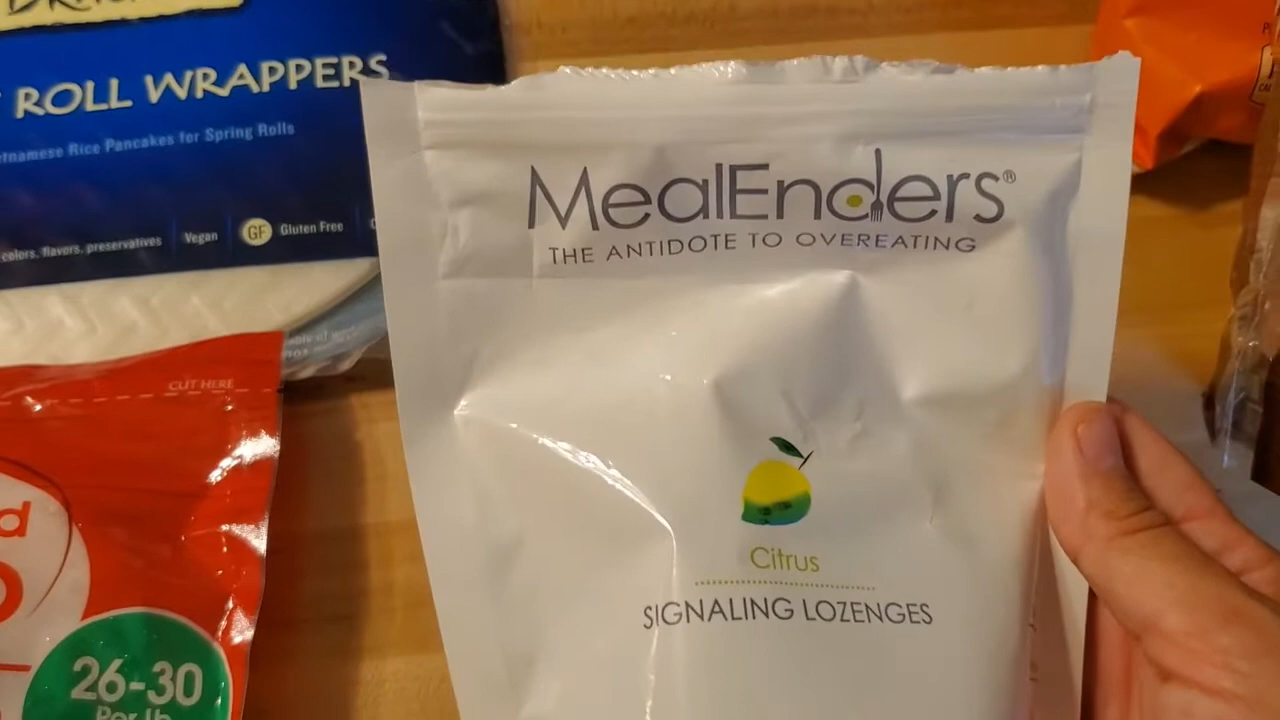 ROLL WRAPPERS
Rice Pancakes for Spring Rolls
colors, flavors, preservatives
Vegan
GF
Gluten Free
MealEnders®
THE ANTIDOTE TO OVEREATING
Citrus
SIGNALING LOZENGES
CUT HERE
26-30
Per lb